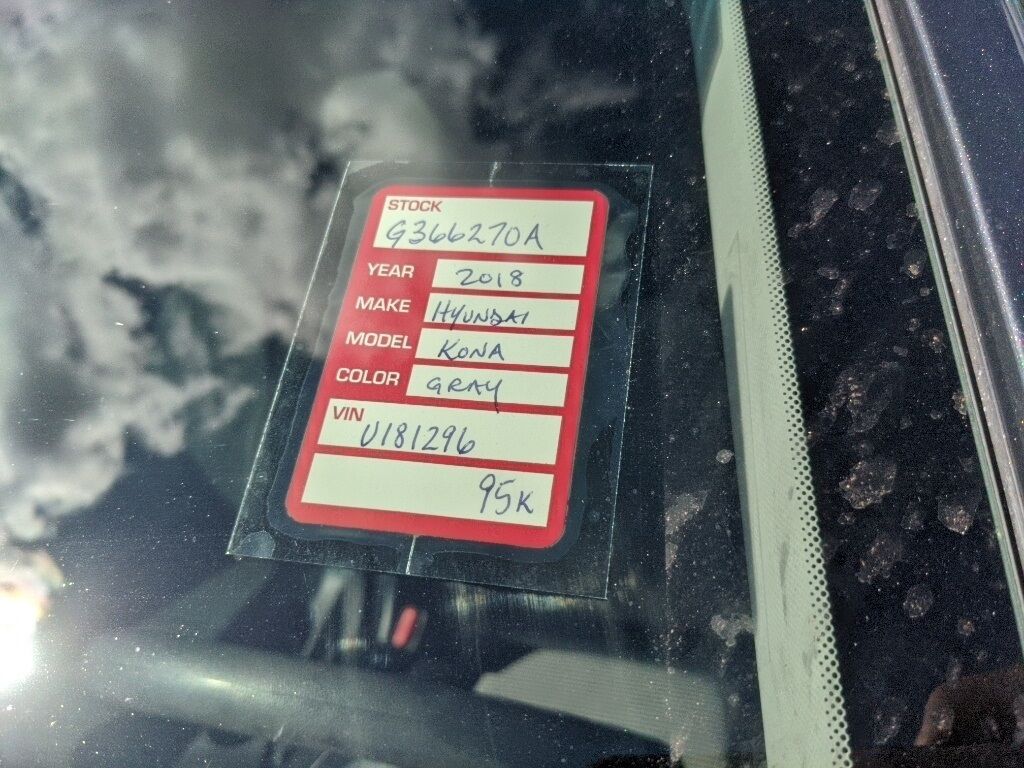 STOCK
G366270A
YEAR 2018
MAKE HYUNDAI
MODEL KONA
COLOR GRAY
VIN
U181296
95K